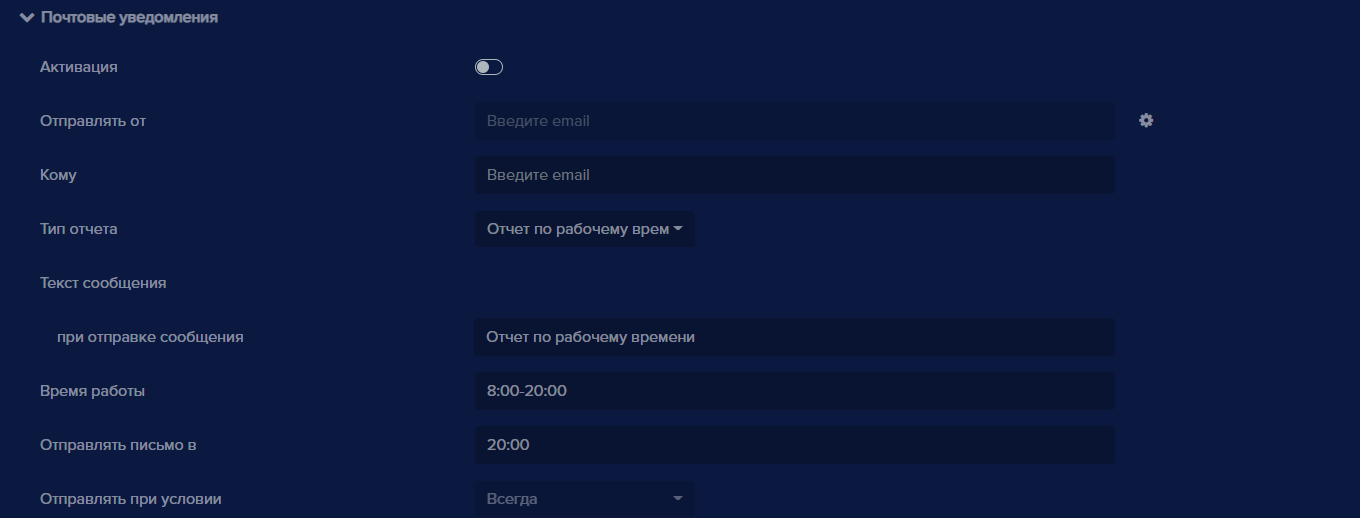 Почтовые уведомления
Активация
Отправлять от Введите email
Кому Введите email
Тип отчета Отчет по рабочему врем
Текст сообщения
при отправке сообщения Отчет по рабочему времени
Время работы 8:00-20:00
Отправлять письмо в 20:00
Отправлять при условии Всегда